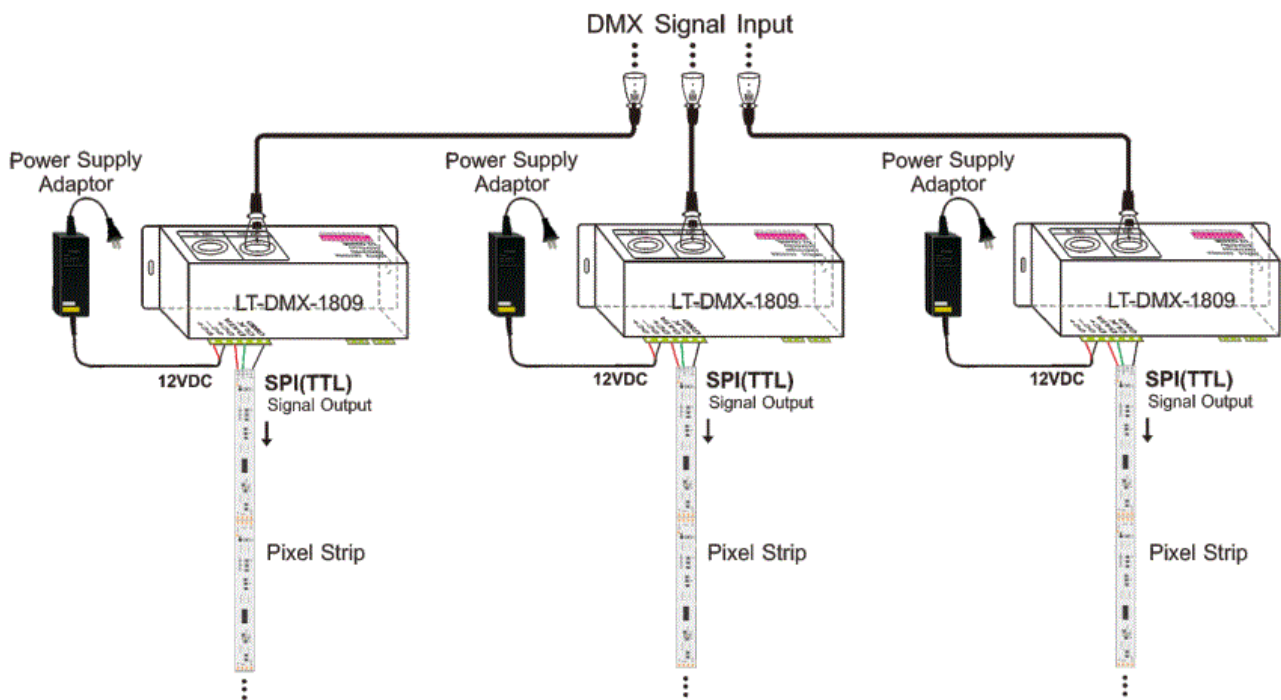 DMX Signal Input
Power Supply
Adaptor
LT-DMX-1809
12VDC
SPI(TTL)
Signal Output
Pixel Strip
Power Supply
Adaptor
LT-DMX-1809
12VDC
SPI(TTL)
Signal Output
Pixel Strip
Power Supply
Adaptor
LT-DMX-1809
12VDC
SPI(TTL)
Signal Output
Pixel Strip